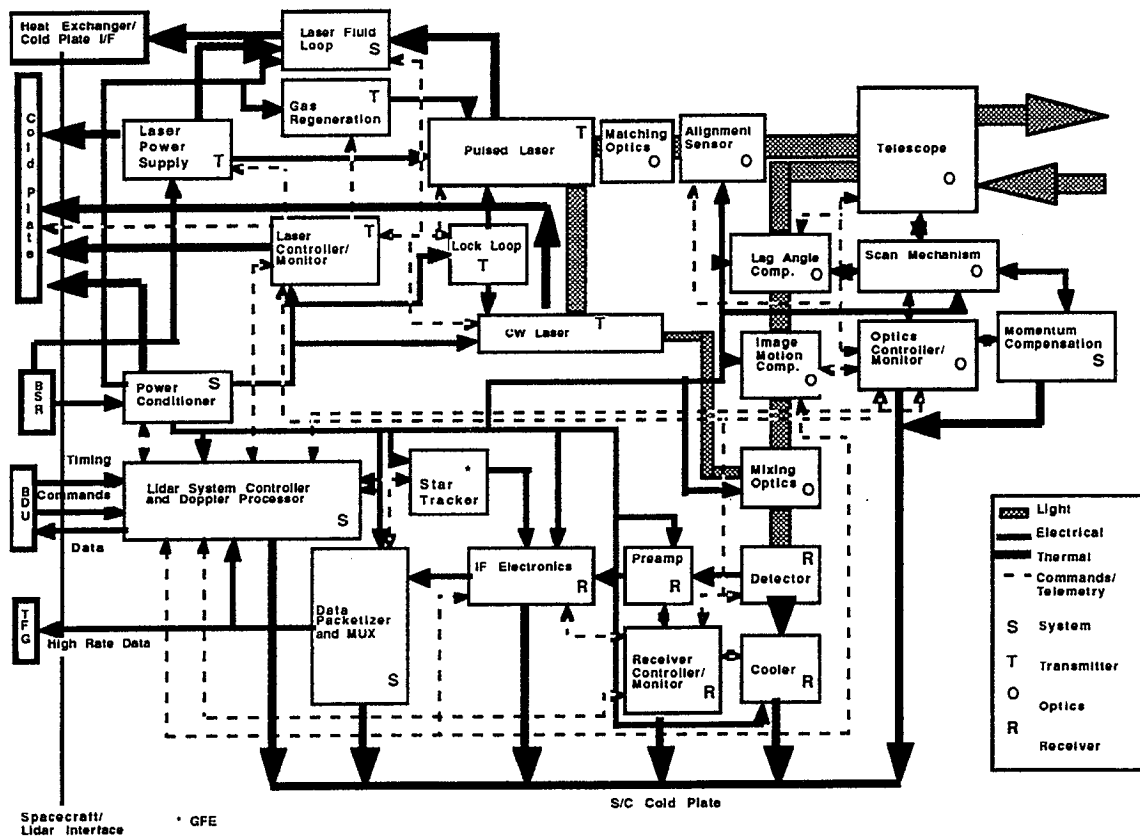 Heat Exchanger/
Cold Plate I/F
Laser Fluid
Loop
S
Cold Plate
Gas
Regeneration
T
Laser
Power
Supply
T
Pulsed Laser
T
Matching
Optics
O
Alignment
Sensor
O
Telescope
O
Laser
Controller/
Monitor
T
Lock Loop
T
Lag Angle
Comp.
O
Scan Mechanism
O
CW Laser
T
Image
Motion
Comp.
O
Optics
Controller/
Monitor
O
Momentum
Compensation
S
BSR
Power
Conditioner
S
Timing
BDU
Commands
Data
Lidar System Controller
and Doppler Processor
S
*
Star
Tracker
Mixing
Optics
O
IF Electronics
R
Preamp
R
R
Detector
TFG
High Rate Data
Data
Packetizer
and MUX
S
Receiver
Controller/
Monitor
R
Cooler
R
Light
Electrical
Thermal
Commands/
Telemetry
S System
T Transmitter
O Optics
R Receiver
S/C Cold Plate
Spacecraft/
Lidar Interface
* GFE